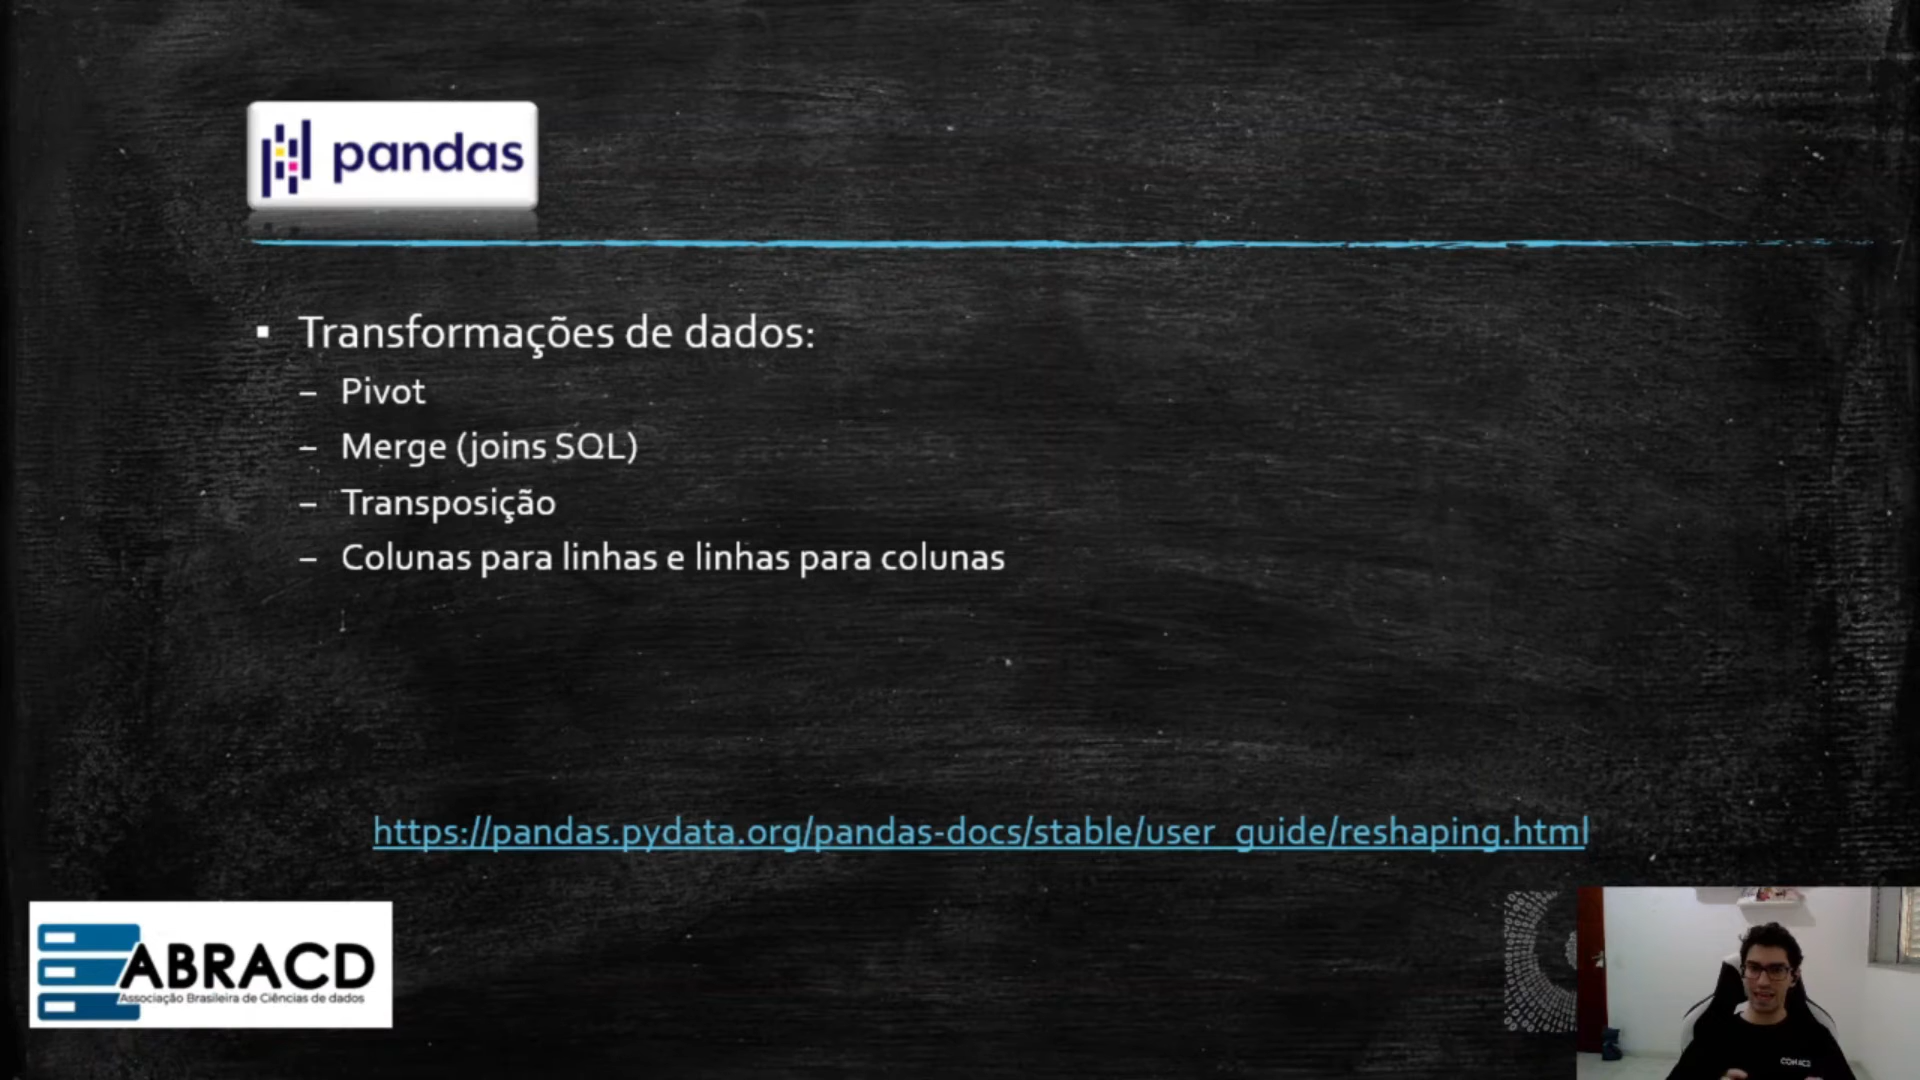 pandas
Transformações de dados:
– Pivot
– Merge (joins SQL)
– Transposição
– Colunas para linhas e linhas para colunas
https://pandas.pydata.org/pandas-docs/stable/user_guide/reshaping.html
ABRACD
Associação Brasileira de Ciências de dados